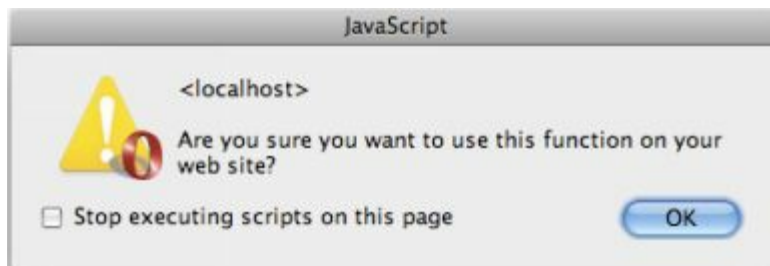 JavaScript
<localhost>
Are you sure you want to use this function on your
web site?
Stop executing scripts on this page
OK